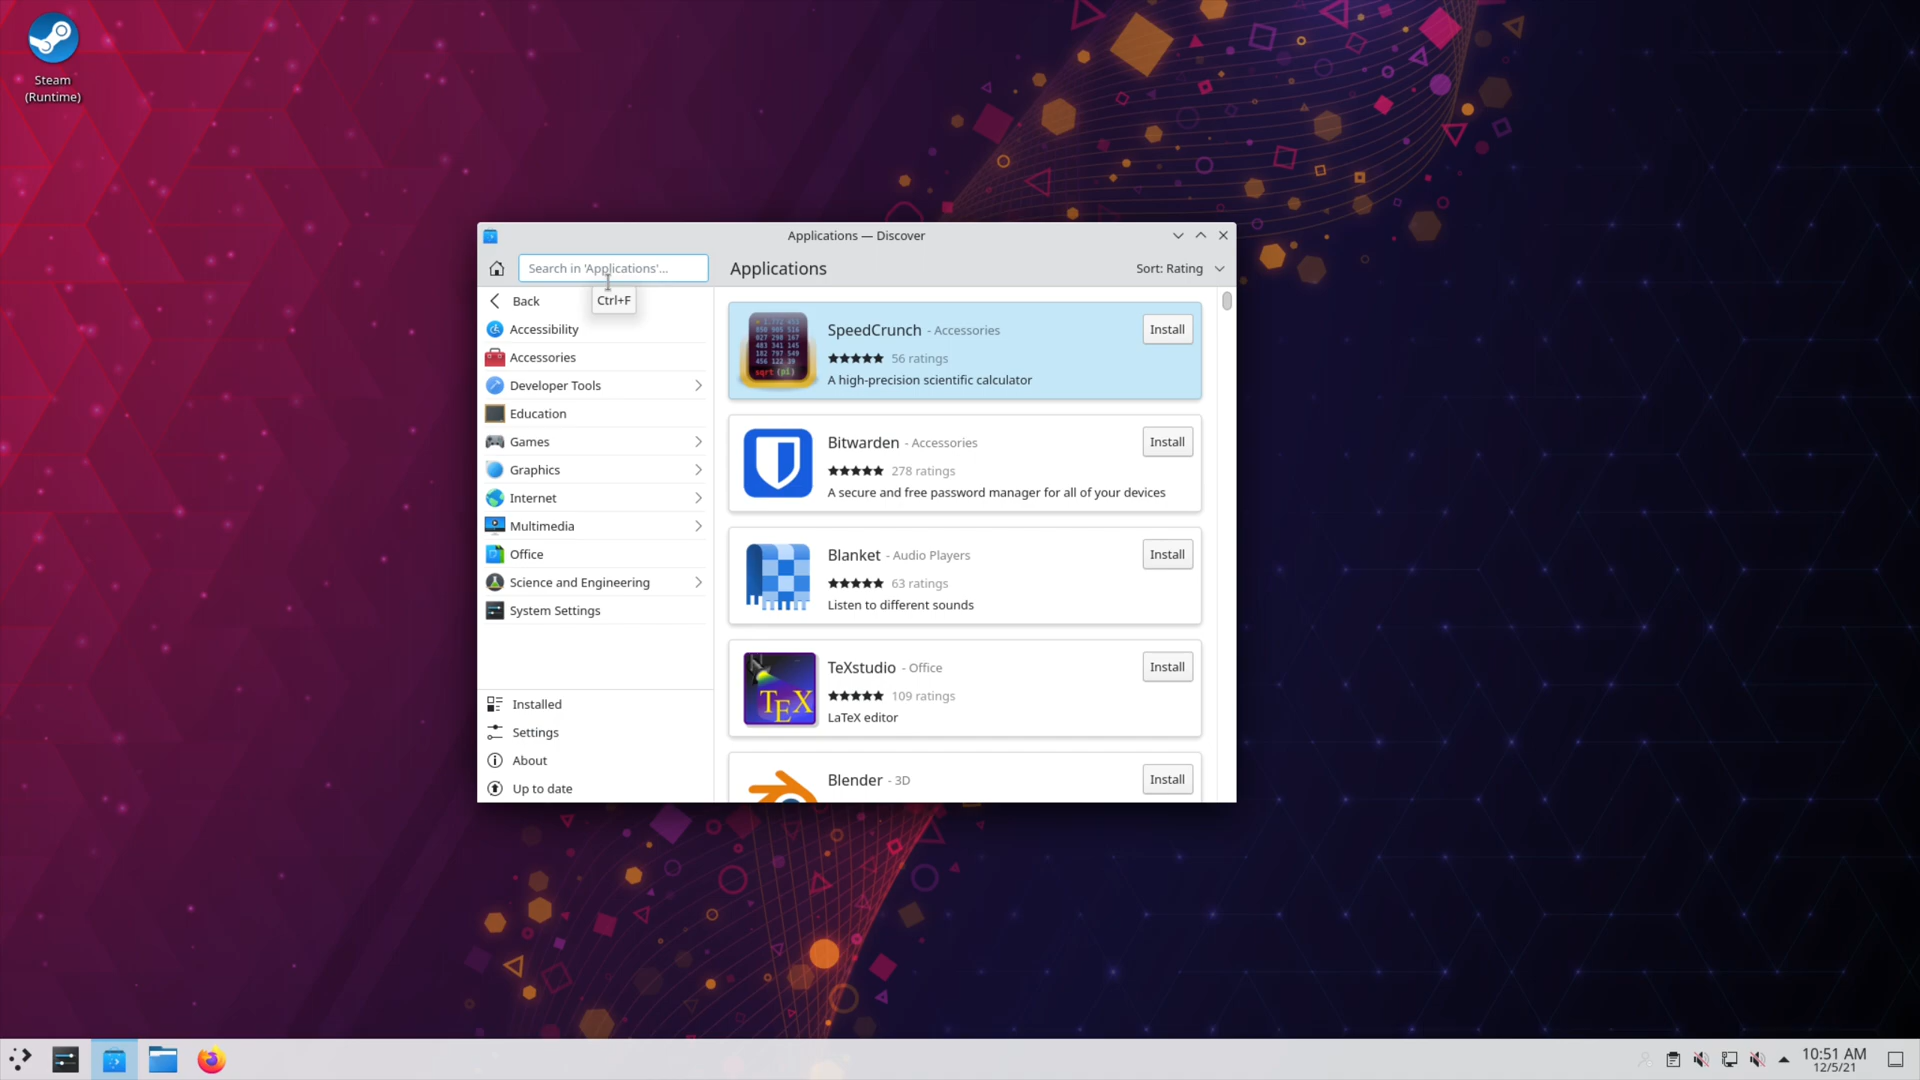 Steam
(Runtime)
Applications — Discover
Search in 'Applications'...
Applications
Sort: Rating
Back
Ctrl+F
Accessibility
Accessories
Developer Tools
Education
Games
Graphics
Internet
Multimedia
Office
Science and Engineering
System Settings
Installed
Settings
About
Up to date
SpeedCrunch - Accessories
Install
56 ratings
A high-precision scientific calculator
Bitwarden - Accessories
Install
278 ratings
A secure and free password manager for all of your devices
Blanket - Audio Players
Install
63 ratings
Listen to different sounds
TEX
TeXstudio - Office
Install
109 ratings
LaTeX editor
Blender - 3D
Install
10:51 AM
12/5/21